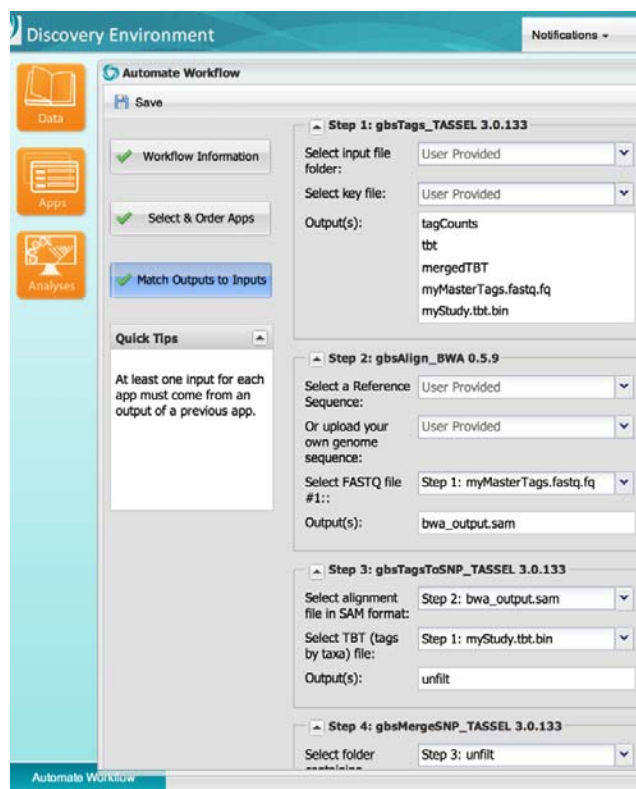 Discovery Environment
Notifications
Automate Workflow
Save
Data
Apps
Analyses
Workflow Information
Select & Order Apps
Match Outputs to Inputs
Quick Tips
At least one input for each
app must come from an
output of a previous app.
Step 1: gbsTags_TASSEL 3.0.133
Select input file
folder:
User Provided
Select key file:
User Provided
Output(s):
tagCounts
tbt
mergedTBT
myMasterTags.fastq.fq
myStudy.tbt.bin
Step 2: gbsAlign_BWA 0.5.9
Select a Reference
Sequence:
User Provided
Or upload your
own genome
sequence:
User Provided
Select FASTQ file
#1::
Step 1: myMasterTags.fastq.fq
Output(s):
bwa_output.sam
Step 3: gbsTagsToSNP_TASSEL 3.0.133
Select alignment
file in SAM format:
Step 2: bwa_output.sam
Select TBT (tags
by taxa) file:
Step 1: myStudy.tbt.bin
Output(s):
unfilt
Step 4: gbsMergeSNP_TASSEL 3.0.133
Select folder
Step 3: unfilt
Automate Workflow